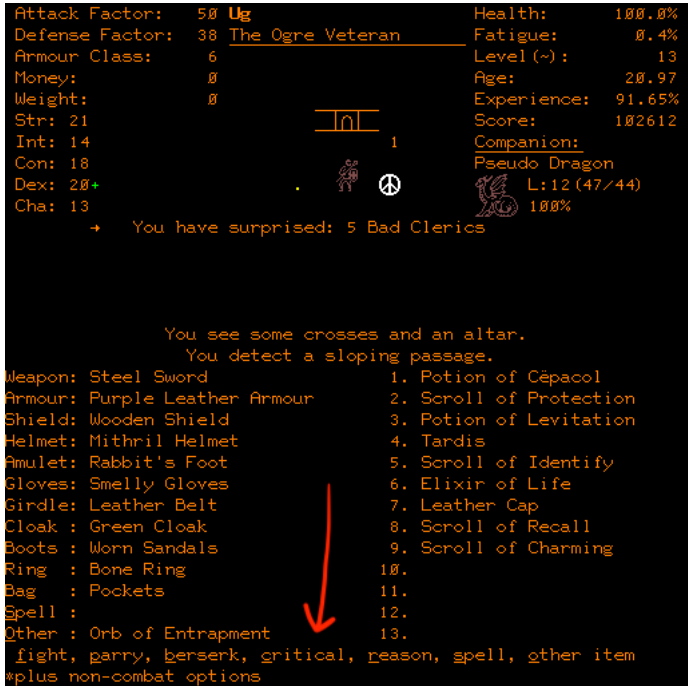 Attack Factor: 50 Ug Health: 100.0%
Defense Factor: 38 The Ogre Veteran Fatigue: 0.4%
Armour Class: 6 Level(~): 13
Money: 0 Age: 20.97
Weight: 0 Experience: 91.65%
Str: 21 Score: 102612
Int: 14 1 Companion:
Con: 18 Pseudo Dragon
Dex: 20+ L:12(47/44)
Cha: 13 100%
→ You have surprised: 5 Bad Clerics
You see some crosses and an altar.
You detect a sloping passage.
Weapon: Steel Sword 1. Potion of Cëpacol
Armour: Purple Leather Armour 2. Scroll of Protection
Shield: Wooden Shield 3. Potion of Levitation
Helmet: Mithril Helmet 4. Tardis
Amulet: Rabbit's Foot 5. Scroll of Identify
Gloves: Smelly Gloves 6. Elixir of Life
Girdle: Leather Belt 7. Leather Cap
Cloak : Green Cloak 8. Scroll of Recall
Boots : Worn Sandals 9. Scroll of Charming
Ring : Bone Ring 10.
Bag : Pockets 11.
Spell : 12.
Other : Orb of Entrapment 13.
fight, parry, berserk, critical, reason, spell, other item
*plus non-combat options